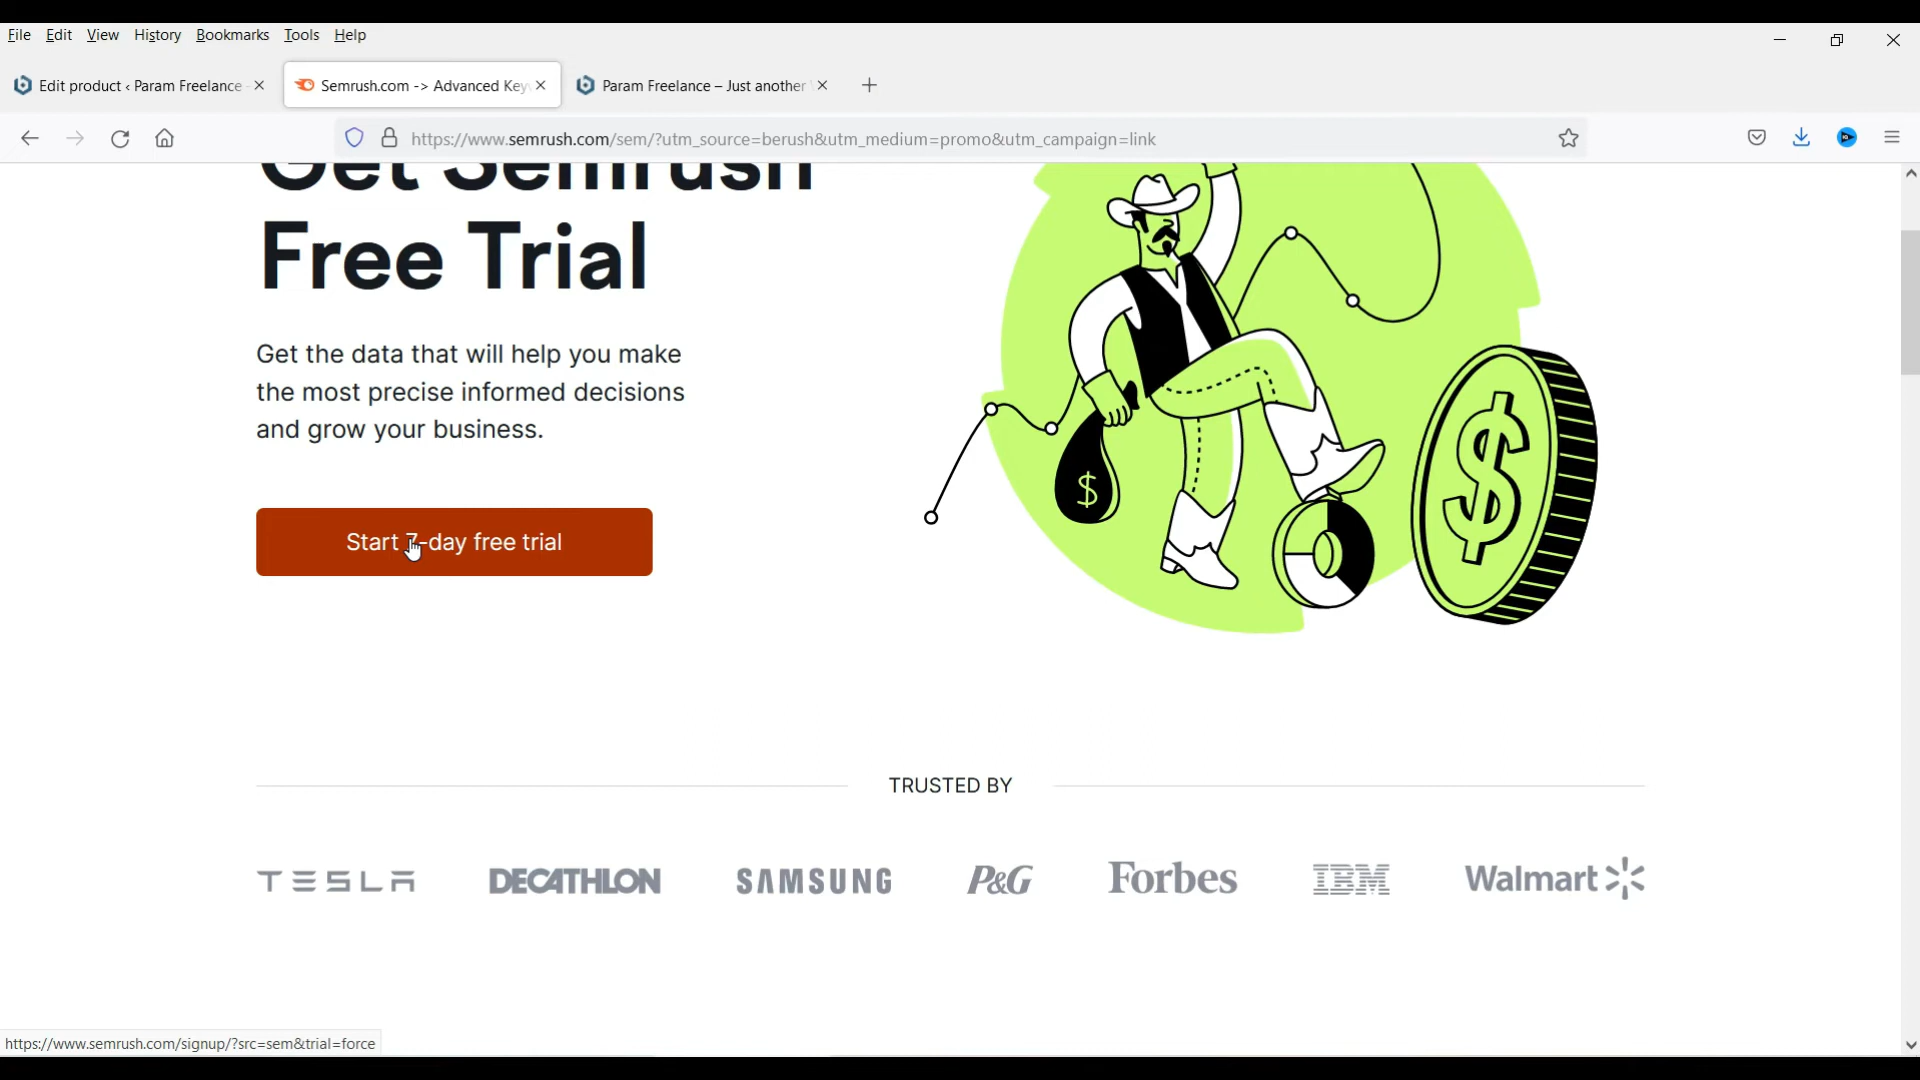 File Edit View History Bookmarks Tools Help
Edit product ‹ Param Freelance
Semrush.com -> Advanced Key
Param Freelance – Just another
https://www.semrush.com/sem/?utm_source=berush&utm_medium=promo&utm_campaign=link
Get Semrush
Free Trial
Get the data that will help you make
the most precise informed decisions
and grow your business.
$
$
Start 7-day free trial
TRUSTED BY
TESLA DECATHLON SAMSUNG P&G Forbes IBM Walmart
https://www.semrush.com/signup/?src=sem&trial=force